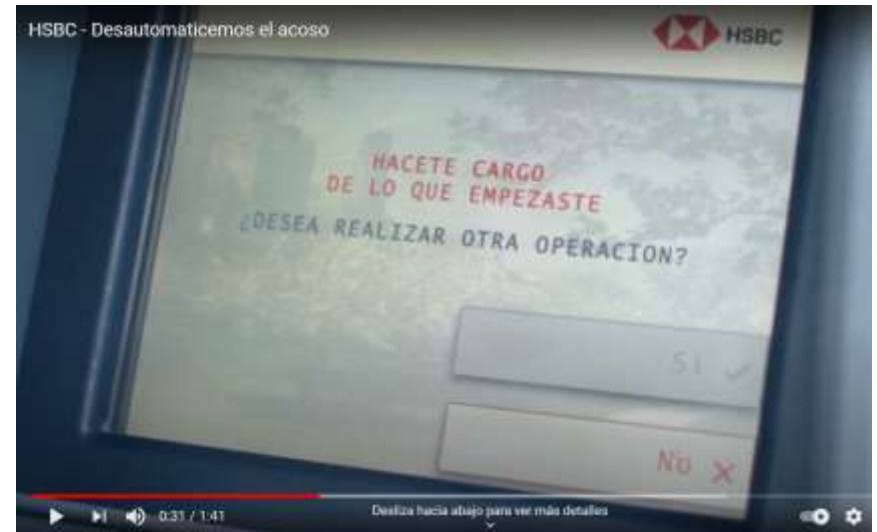 HSBC - Desautomaticemos el acoso
HSBC
HACETE CARGO
DE LO QUE EMPEZASTE
¿DESEA REALIZAR OTRA OPERACION?
SI
No
0:31 / 1:41
Desliza hacia abajo para ver más detalles